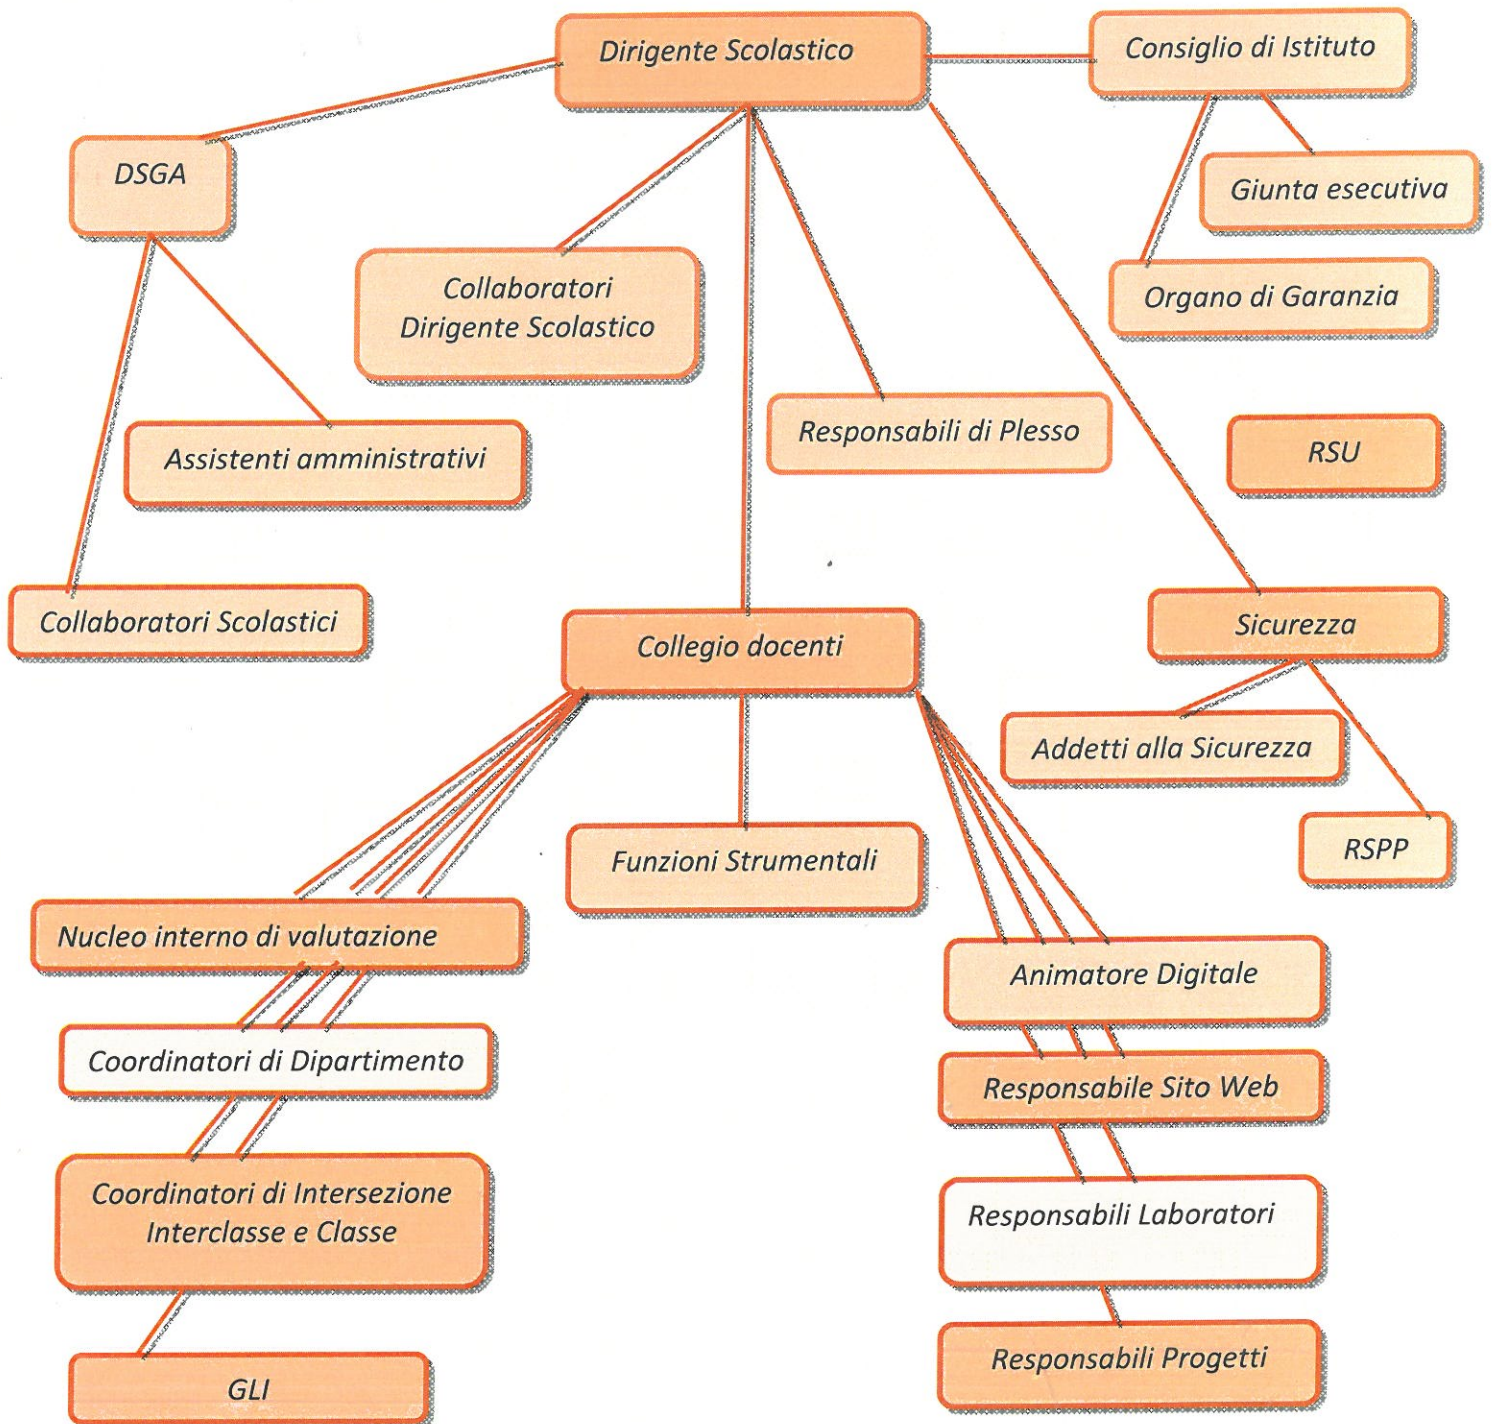 Dirigente Scolastico
Consiglio di Istituto
DSGA
Giunta esecutiva
Collaboratori
Dirigente Scolastico
Organo di Garanzia
Assistenti amministrativi
Responsabili di Plesso
RSU
Collaboratori Scolastici
Collegio docenti
Sicurezza
Addetti alla Sicurezza
Funzioni Strumentali
RSPP
Nucleo interno di valutazione
Animatore Digitale
Coordinatori di Dipartimento
Responsabile Sito Web
Coordinatori di Intersezione
Interclasse e Classe
Responsabili Laboratori
Responsabili Progetti
GLI